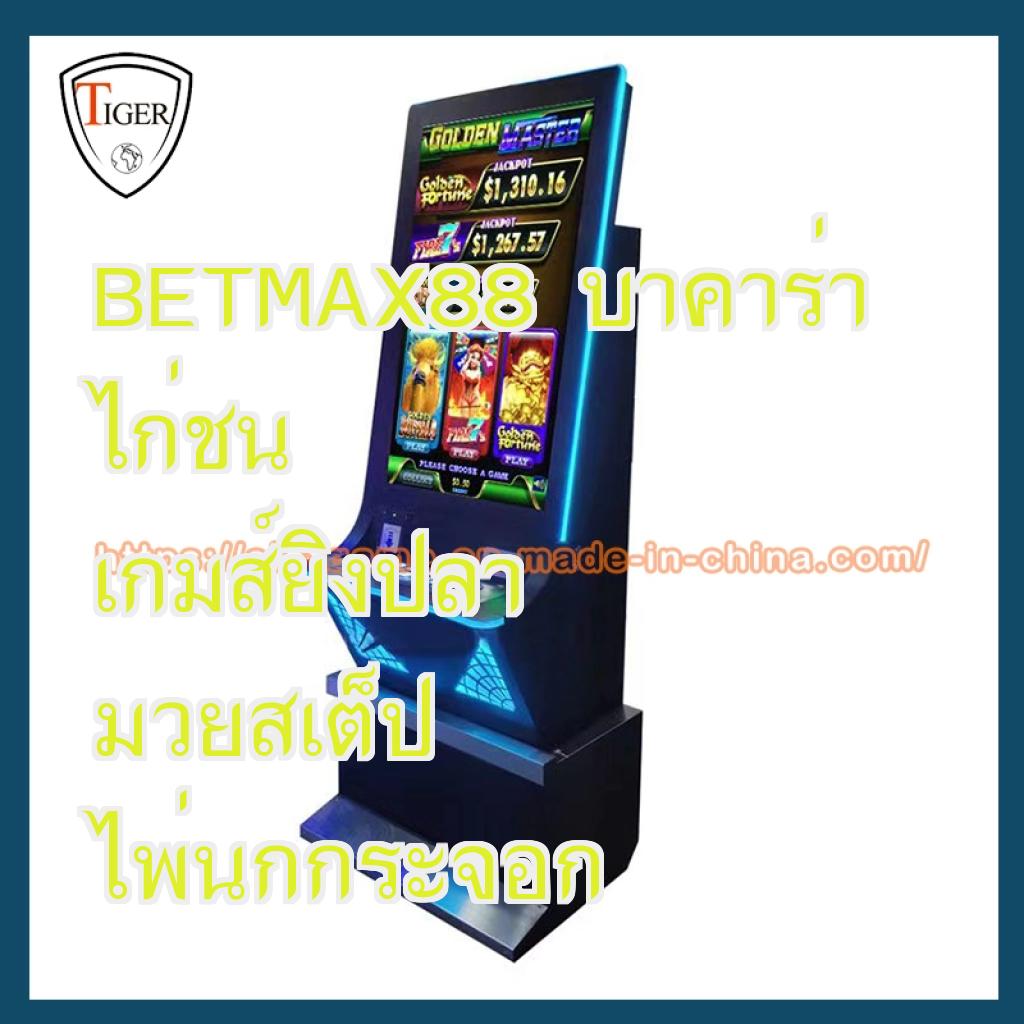 TIGER
GOLDEN MASTER
JACKPOT
Golden Fortune $1,310.16
JACKPOT
$1,267.57
BETMAX88 บาคาร่า
ไก่ชน
Golden Fortune
PLAY PLAY PLAY
PLEASE CHOOSE A GAME
$0.50
เกมส์ยิงปลา
made-in-china.com/
มวยสเต็ป
ไพ่นกกระจอก